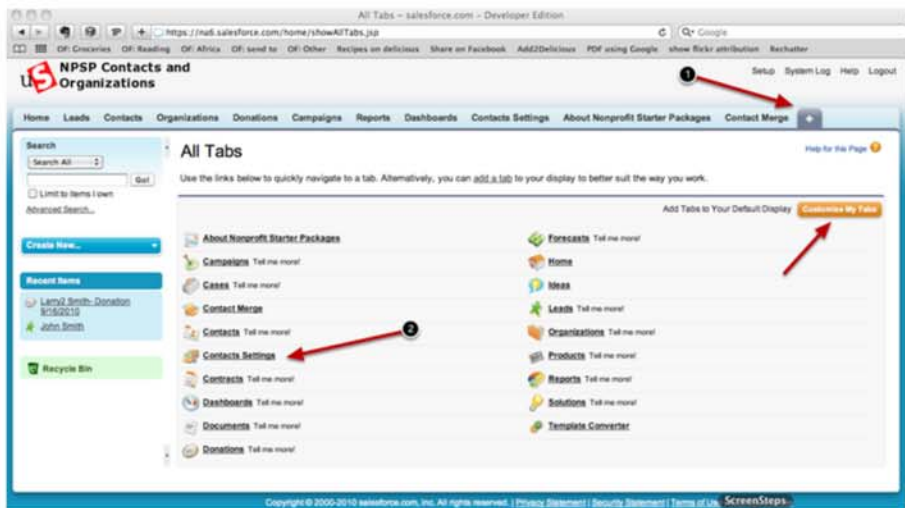 All Tabs – salesforce.com – Developer Edition
https://na6.salesforce.com/home/showAllTabs.jsp
Google
OF: Groceries OF: Reading OF: Africa OF: send to OF: Other Recipes on delicious Share on Facebook Add2Delicious PDF using Google show flickr attribution Rechatter
us NPSP Contacts and Organizations
Setup System Log Help Logout
1
Home Leads Contacts Organizations Donations Campaigns Reports Dashboards Contacts Settings About Nonprofit Starter Packages Contact Merge +
Search
Search All
Go!
Limit to items I own
Advanced Search...
Create New...
Recent Items
Larry2 Smith- Donation 9/16/2010
John Smith
Recycle Bin
All Tabs
Help for this Page
Use the links below to quickly navigate to a tab. Alternatively, you can add a tab to your display to better suit the way you work.
Add Tabs to Your Default Display Customize My Tabs
About Nonprofit Starter Packages
Campaigns Tell me more!
Cases Tell me more!
Contact Merge
Contacts Tell me more!
2
Contacts Settings
Contracts Tell me more!
Dashboards Tell me more!
Documents Tell me more!
Donations Tell me more!
Forecasts Tell me more!
Home
Ideas
Leads Tell me more!
Organizations Tell me more!
Products Tell me more!
Reports Tell me more!
Solutions Tell me more!
Template Converter
Copyright © 2000-2010 salesforce.com, inc. All rights reserved. | Privacy Statement | Security Statement | Terms of Us
ScreenSteps